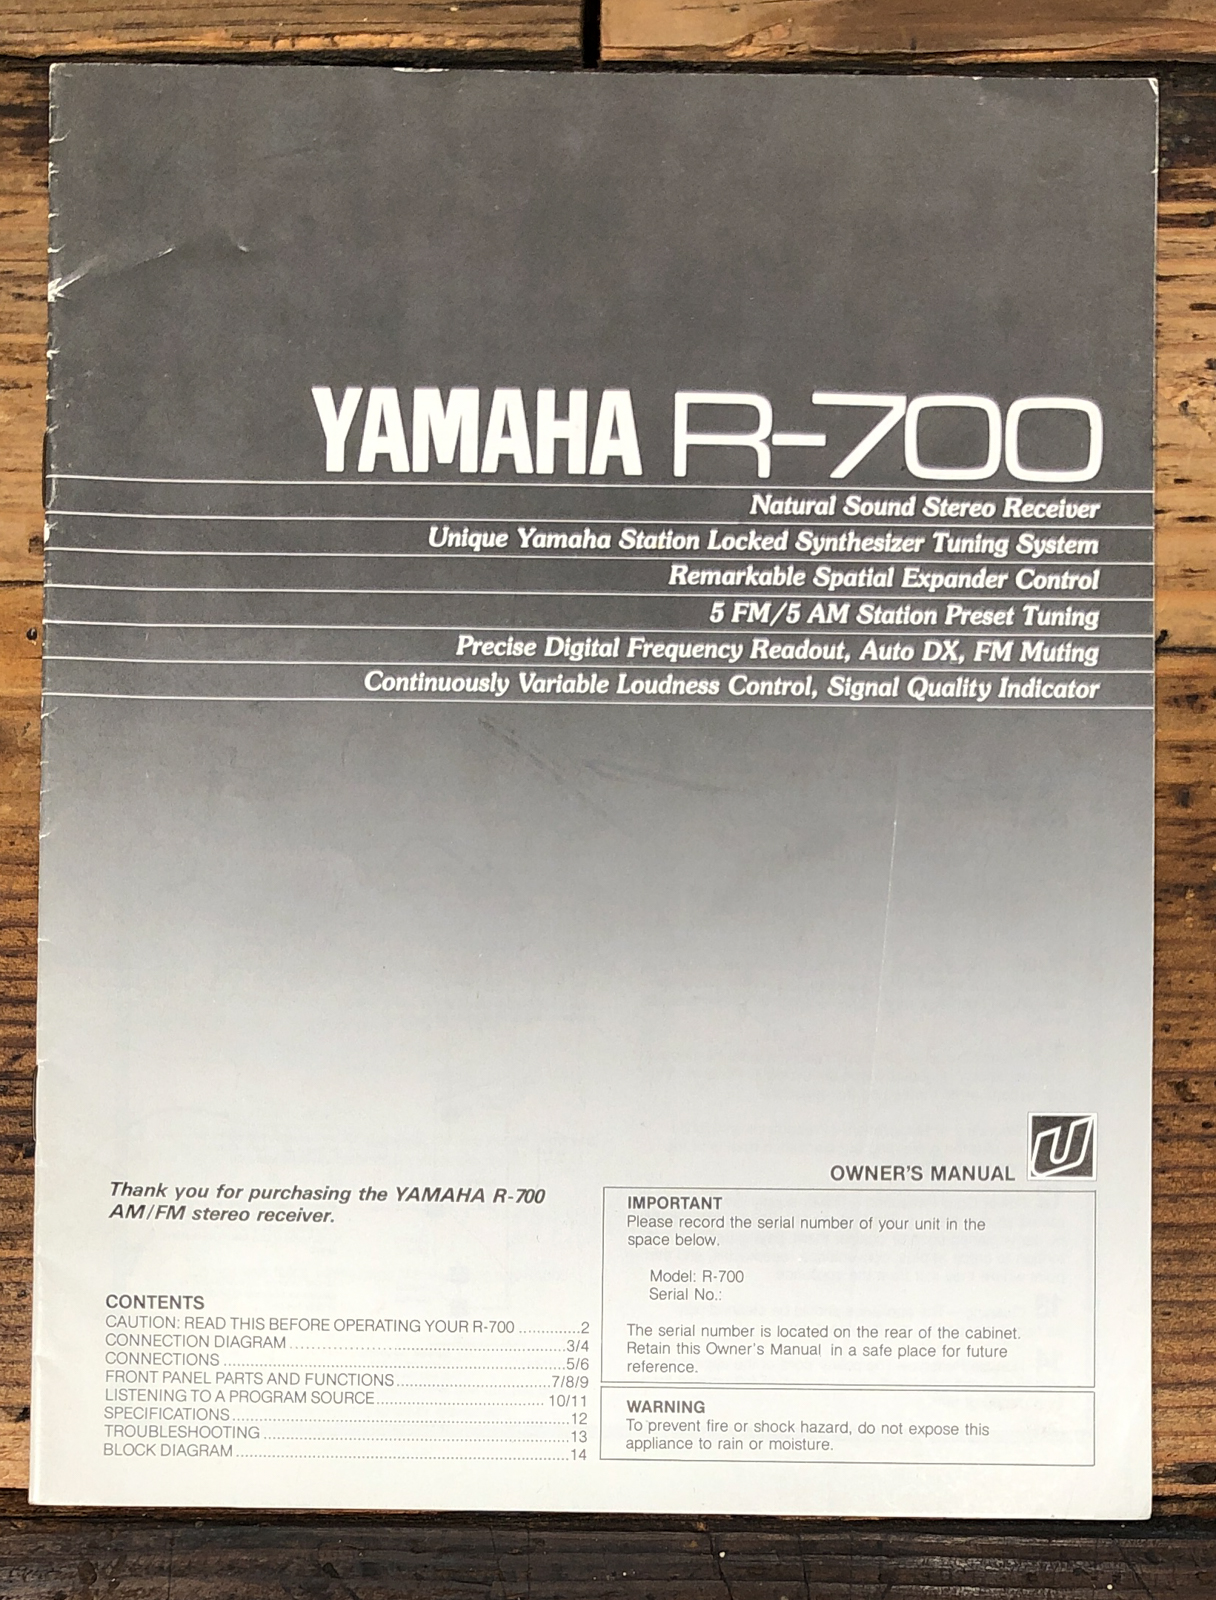 YAMAHA R-700
Natural Sound Stereo Receiver
Unique Yamaha Station Locked Synthesizer Tuning System
Remarkable Spatial Expander Control
5 FM/5 AM Station Preset Tuning
Precise Digital Frequency Readout, Auto DX, FM Muting
Continuously Variable Loudness Control, Signal Quality Indicator
Thank you for purchasing the YAMAHA R-700
AM/FM stereo receiver.
CONTENTS
CAUTION: READ THIS BEFORE OPERATING YOUR R-700 .............2
CONNECTION DIAGRAM..............................3/4
CONNECTIONS ..............................5/6
FRONT PANEL PARTS AND FUNCTIONS..............................7/8/9
LISTENING TO A PROGRAM SOURCE.............................. 10/11
SPECIFICATIONS..............................12
TROUBLESHOOTING ..............................13
BLOCK DIAGRAM ..............................14
OWNER'S MANUAL
IMPORTANT
Please record the serial number of your unit in the
space below.
Model: R-700
Serial No.:
The serial number is located on the rear of the cabinet.
Retain this Owner's Manual in a safe place for future
reference.
WARNING
To prevent fire or shock hazard, do not expose this
appliance to rain or moisture.